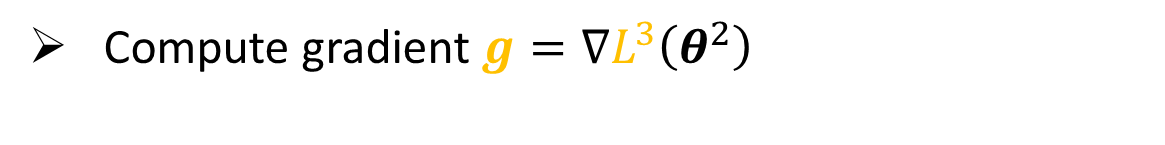 ➢ Compute gradient 𝒈 = ∇𝐿³(𝜽²)